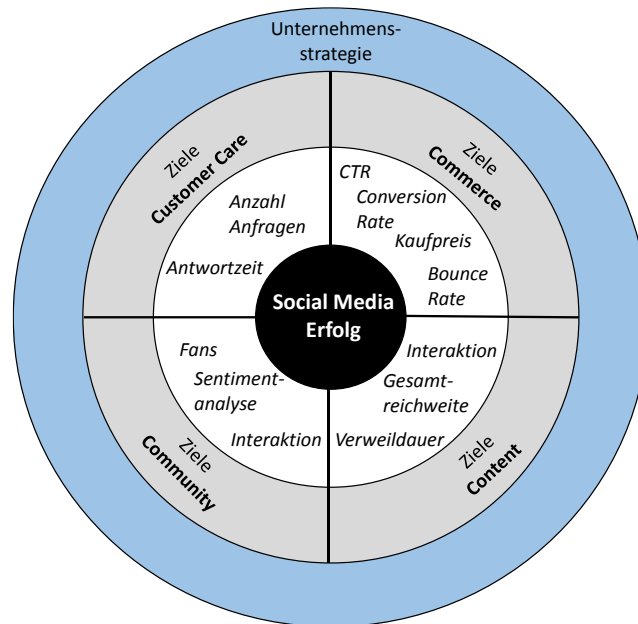 Unternehmens-
strategie
Ziele
Customer Care
Ziele
Commerce
Anzahl
Anfragen
Antwortzeit
CTR
Conversion
Rate
Kaufpreis
Bounce
Rate
Social Media
Erfolg
Fans
Sentiment-
analyse
Interaktion
Interaktion
Gesamt-
reichweite
Verweildauer
Ziele
Community
Ziele
Content